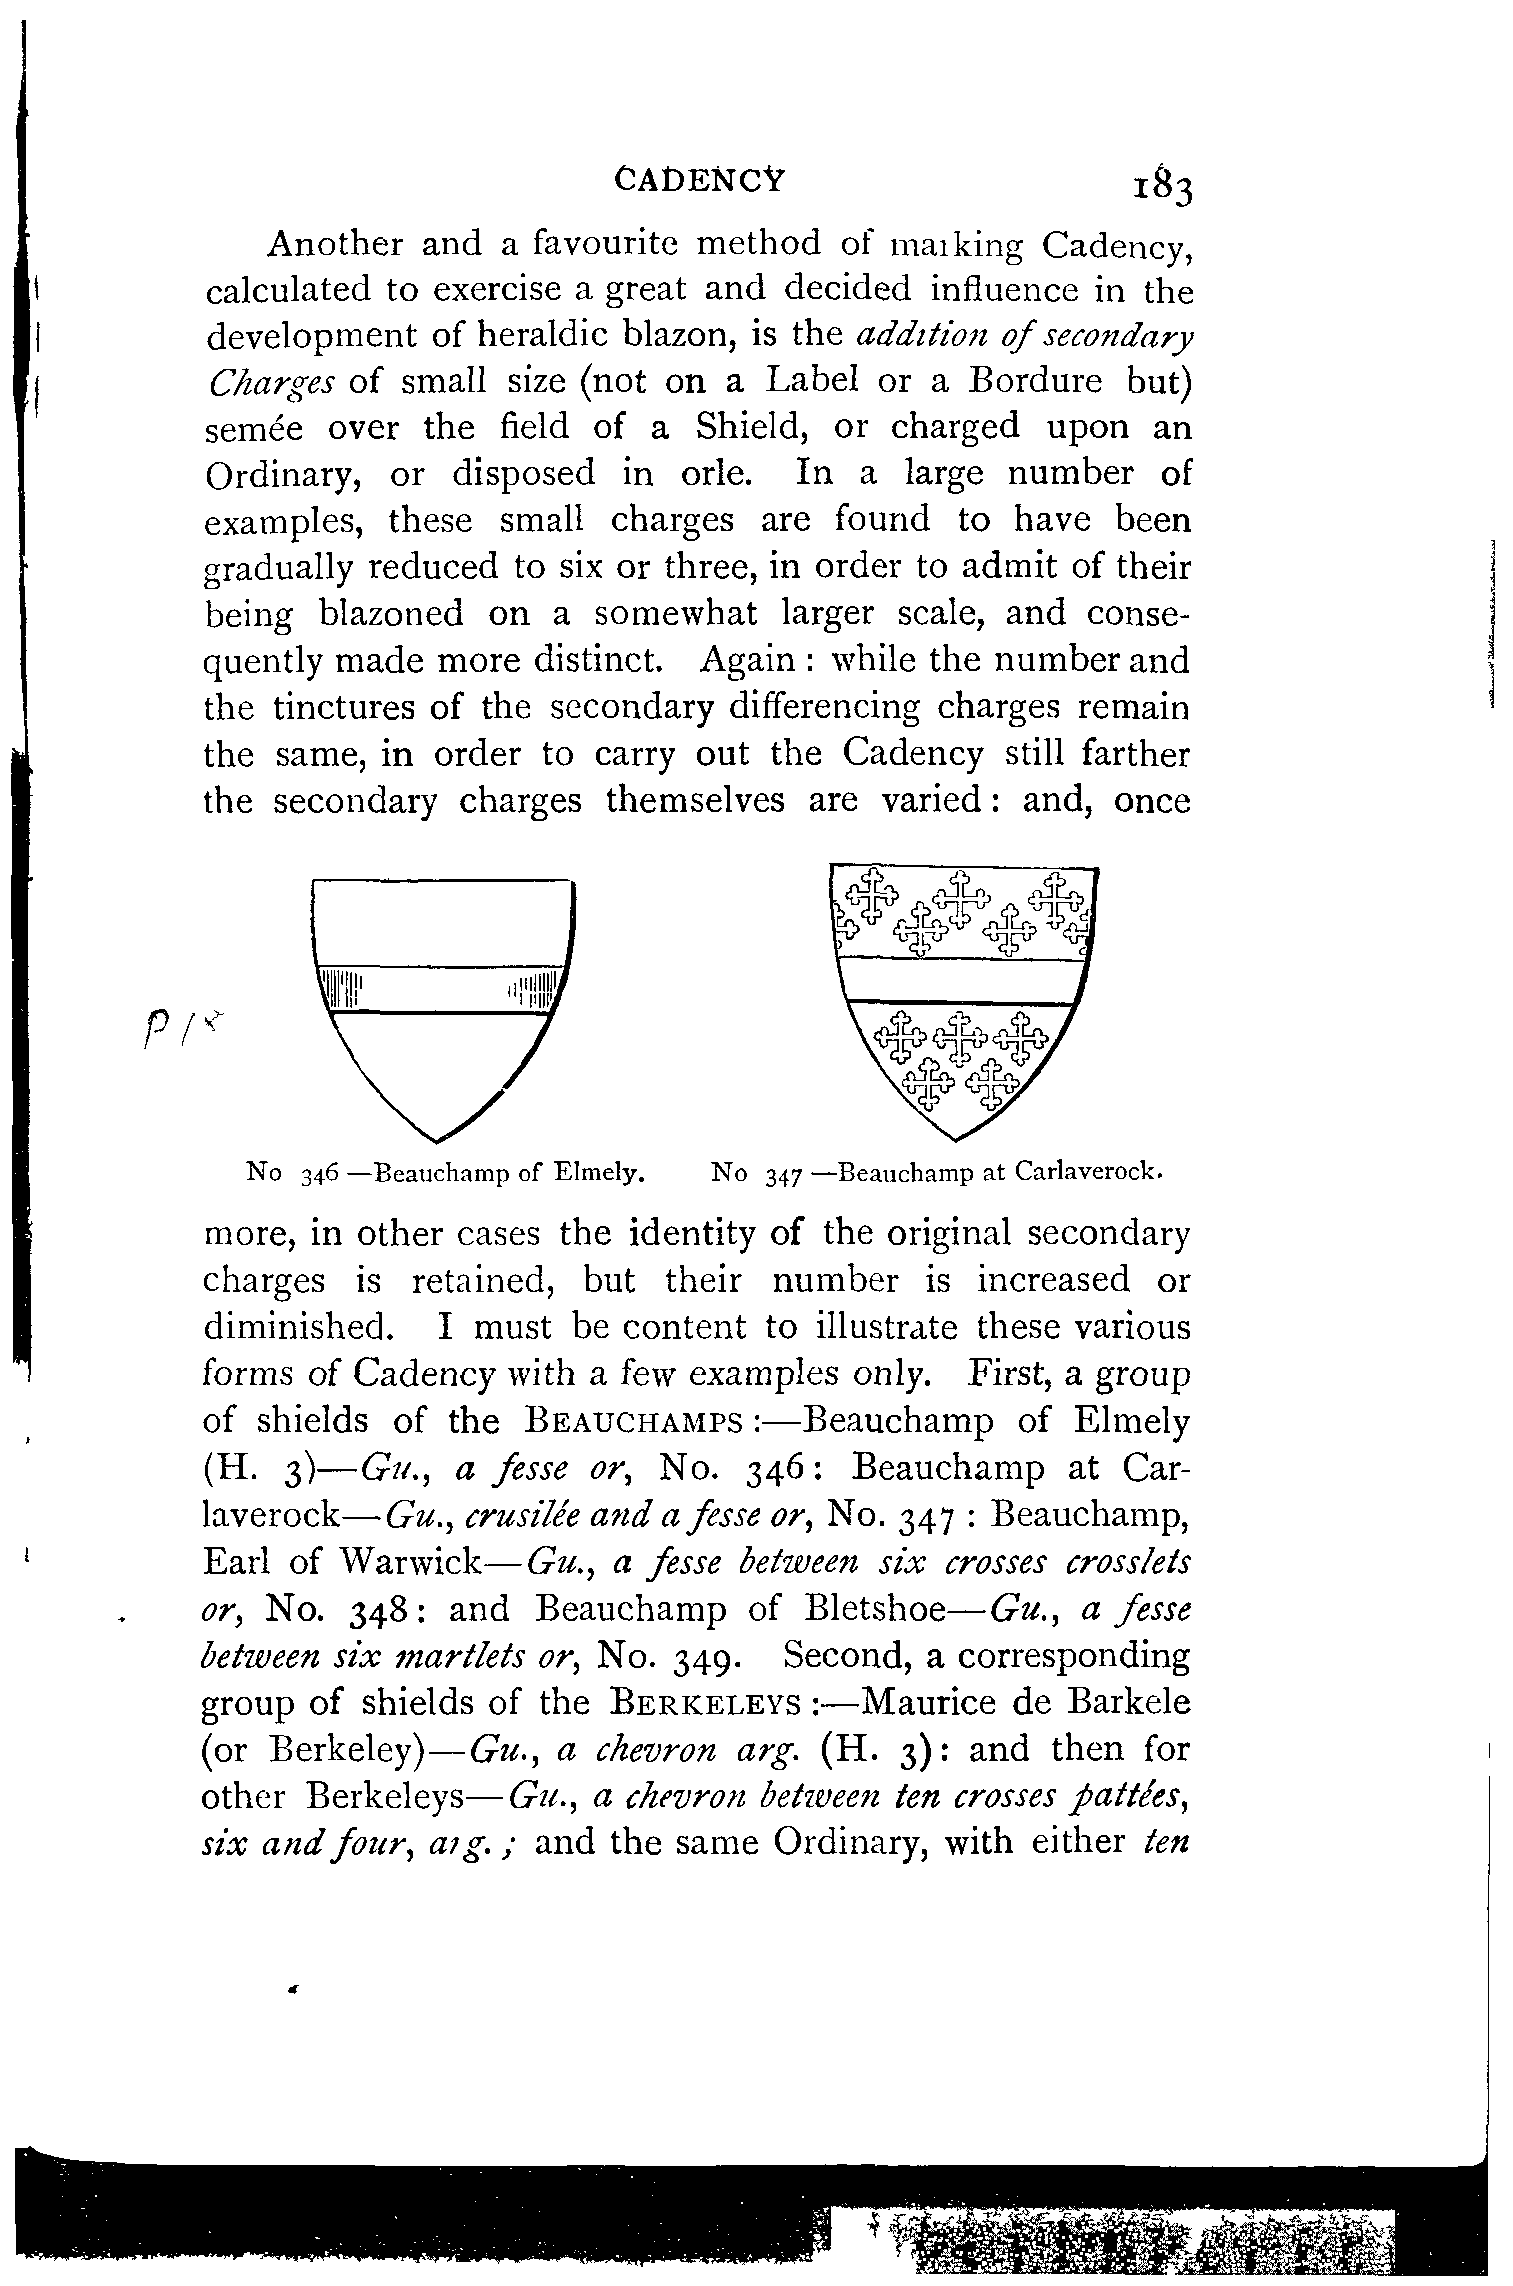 CADENCY 183
Another and a favourite method of marking Cadency,
calculated to exercise a great and decided influence in the
development of heraldic blazon, is the addition of secondary
Charges of small size (not on a Label or a Bordure but)
semée over the field of a Shield, or charged upon an
Ordinary, or disposed in orle. In a large number of
examples, these small charges are found to have been
gradually reduced to six or three, in order to admit of their
being blazoned on a somewhat larger scale, and conse-
quently made more distinct. Again : while the number and
the tinctures of the secondary differencing charges remain
the same, in order to carry out the Cadency still farther
the secondary charges themselves are varied : and, once
No 346 —Beauchamp of Elmely. No 347 —Beauchamp at Carlaverock.
more, in other cases the identity of the original secondary
charges is retained, but their number is increased or
diminished. I must be content to illustrate these various
forms of Cadency with a few examples only. First, a group
of shields of the BEAUCHAMPS :—Beauchamp of Elmely
(H. 3)—Gu., a fesse or, No. 346 : Beauchamp at Car-
laverock—Gu., crusilée and a fesse or, No. 347 : Beauchamp,
Earl of Warwick—Gu., a fesse between six crosses crosslets
or, No. 348 : and Beauchamp of Bletshoe—Gu., a fesse
between six martlets or, No. 349. Second, a corresponding
group of shields of the BERKELEYS :—Maurice de Barkele
(or Berkeley)—Gu., a chevron arg. (H. 3) : and then for
other Berkeleys—Gu., a chevron between ten crosses pattées,
six and four, arg. ; and the same Ordinary, with either ten